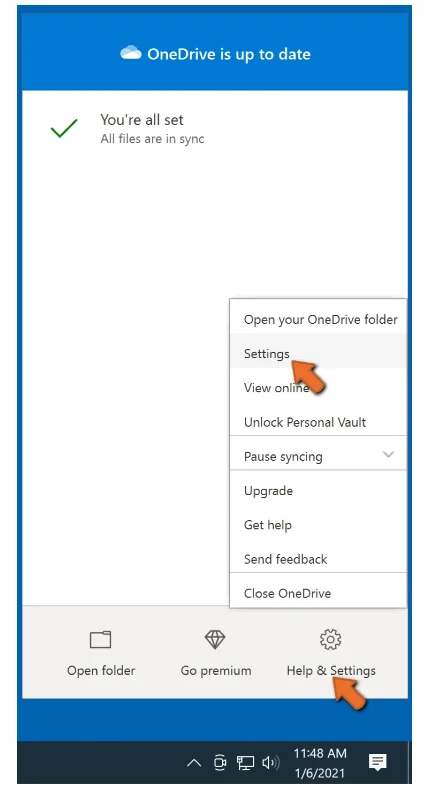 OneDrive is up to date
You're all set
All files are in sync
Open your OneDrive folder
Settings
View online
Unlock Personal Vault
Pause syncing
Upgrade
Get help
Send feedback
Close OneDrive
Open folder
Go premium
Help & Settings
11:48 AM
1/6/2021